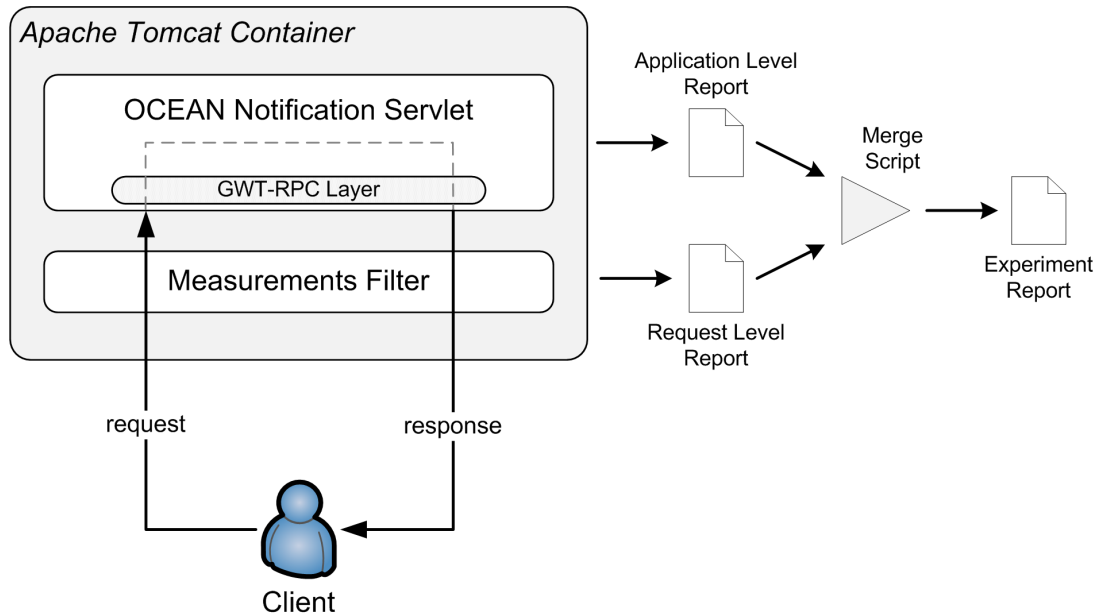 Apache Tomcat Container
OCEAN Notification Servlet
GWT-RPC Layer
Measurements Filter
Application Level
Report
Request Level
Report
Merge
Script
Experiment
Report
request
response
Client